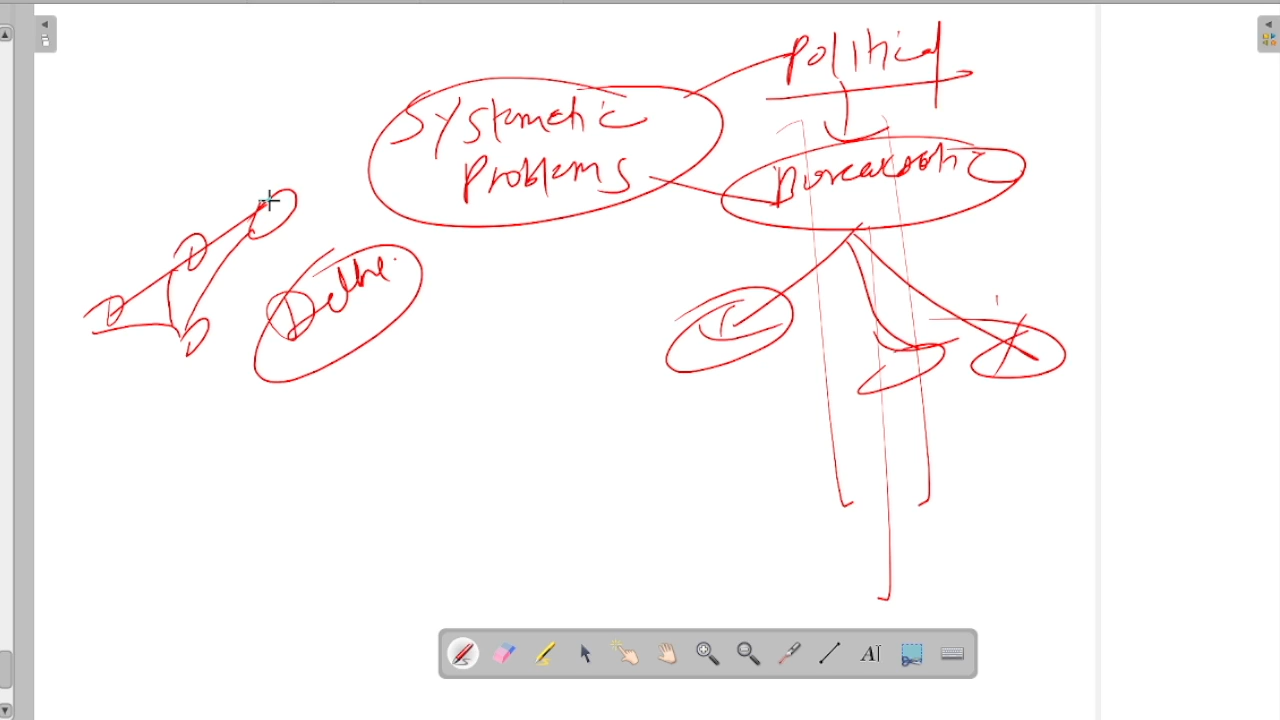 Political
Systematic
Problems
Bureaucratic
Delhi